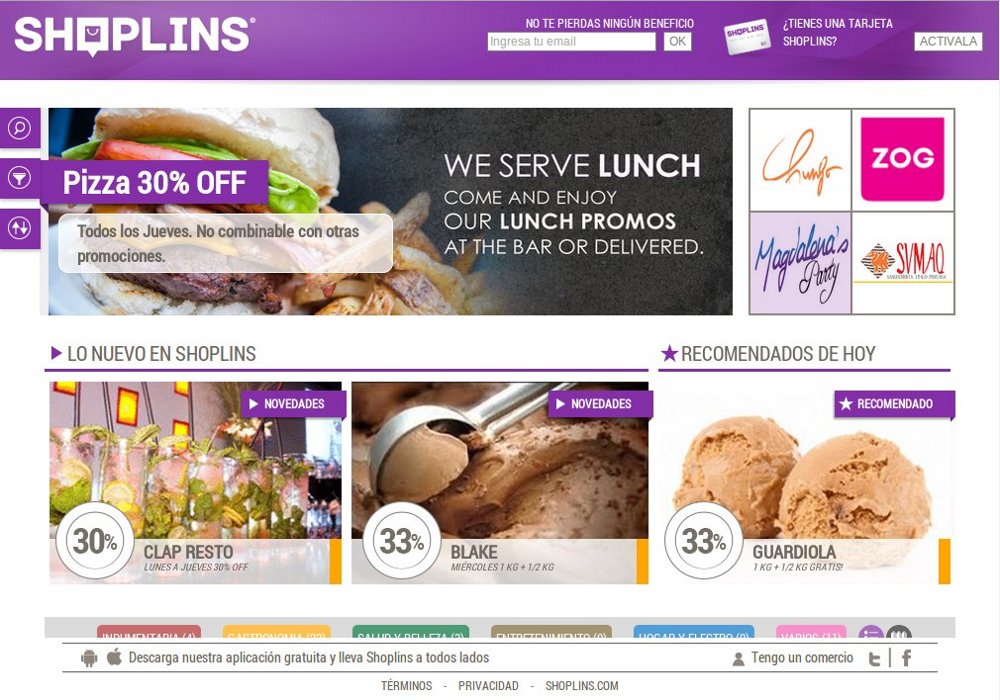 SHOPLINS®
NO TE PIERDAS NINGÚN BENEFICIO
Ingresa tu email
OK
SHOPLINS
¿TIENES UNA TARJETA
SHOPLINS?
ACTIVALA
Pizza 30% OFF
Todos los Jueves. No combinable con otras
promociones.
WE SERVE LUNCH
COME AND ENJOY
OUR LUNCH PROMOS
AT THE BAR OR DELIVERED.
Chungo
ZOG
Magdalena's
Party
SVMAQ
LO NUEVO EN SHOPLINS
RECOMENDADOS DE HOY
NOVEDADES
30%
CLAP RESTO
LUNES A JUEVES 30% OFF
NOVEDADES
33%
BLAKE
MIÉRCOLES 1 KG + 1/2 KG
RECOMENDADO
33%
GUARDIOLA
1 KG + 1/2 KG GRATIS!
INDUMENTARIA (4)
GASTRONOMIA (23)
SALUD Y BELLEZA (2)
ENTRETENIMIENTO (0)
HOGAR Y ELECTRO (0)
VARIOS (11)
Descarga nuestra aplicación gratuita y lleva Shoplins a todos lados
Tengo un comercio
TÉRMINOS - PRIVACIDAD - SHOPLINS.COM